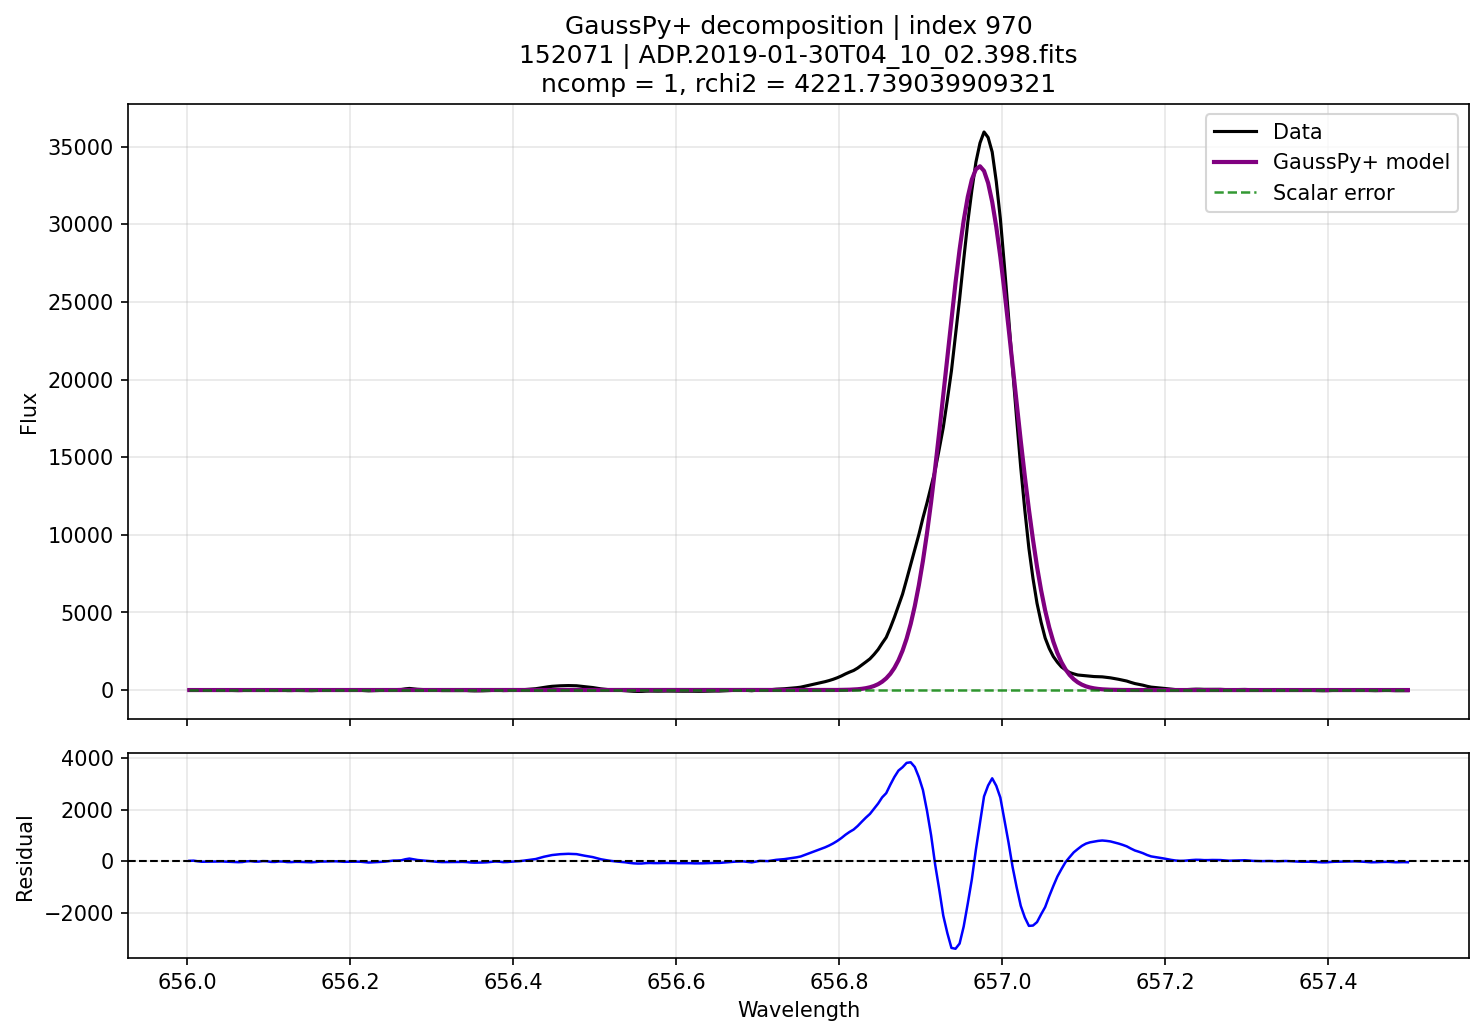 GaussPy+ decomposition | index 970
152071 | ADP.2019-01-30T04_10_02.398.fits
ncomp = 1, rchi2 = 4221.739039909321
Data
GaussPy+ model
Scalar error
35000
30000
25000
20000
15000
10000
5000
0
Flux
4000
2000
0
−2000
Residual
656.0
656.2
656.4
656.6
656.8
657.0
657.2
657.4
Wavelength